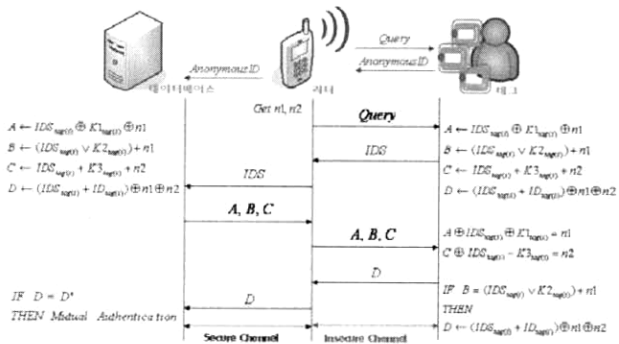 Query
AnonymousID
AnonymousID
데이터베이스
리더
태그
Get n1, n2
Query
A ← IDS_tag(i) ⊕ K1_tag(i) ⊕ n1
B ← (IDS_tag(i) ∨ K2_tag(i)) + n1
C ← IDS_tag(i) + K3_tag(i) + n2
D ← (IDS_tag(i) + ID_tag(i)) ⊕ n1 ⊕ n2
A ← IDS_tag(i) ⊕ K1_tag(i) ⊕ n1
B ← (IDS_tag(i) ∨ K2_tag(i)) + n1
C ← IDS_tag(i) + K3_tag(i) + n2
D ← (IDS_tag(i) + ID_tag(i)) ⊕ n1 ⊕ n2
IDS
IDS
A, B, C
A, B, C
A ⊕ IDS_tag(i) ⊕ K1_tag(i) = n1
C ⊕ IDS_tag(i) − K3_tag(i) = n2
D
D
IF B = (IDS_tag(i) ∨ K2_tag(i)) + n1
THEN
D ← (IDS_tag(i) + ID_tag(i)) ⊕ n1 ⊕ n2
IF D = D*
THEN Mutual Authentication
Secure Channel
Insecure Channel